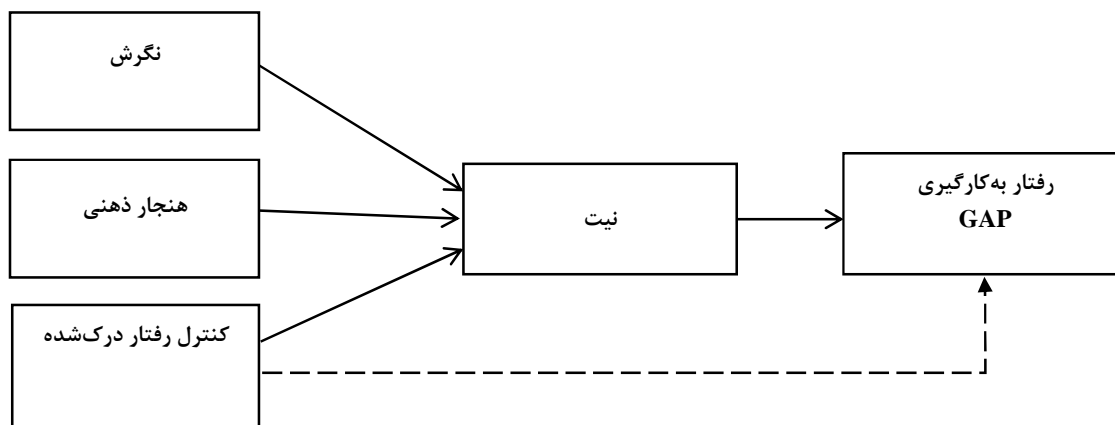 نگرش
هنجار ذهنی
کنترل رفتار درک‌شده
نیت
رفتار به‌کارگیری
GAP